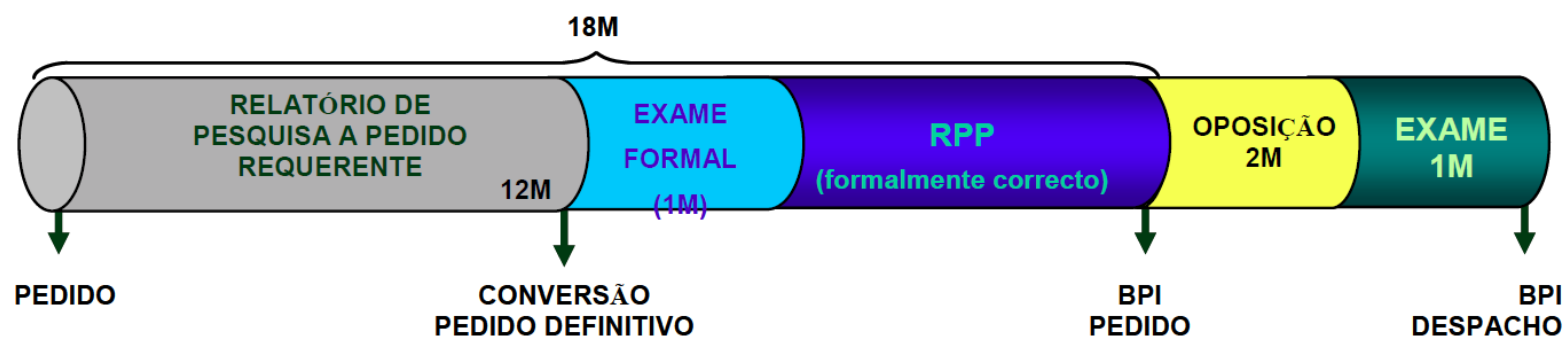 18M
RELATÓRIO DE
PESQUISA A PEDIDO
REQUERENTE
12M
EXAME
FORMAL
(1M)
RPP
(formalmente correcto)
OPOSIÇÃO
2M
EXAME
1M
PEDIDO
CONVERSÃO
PEDIDO DEFINITIVO
BPI
PEDIDO
BPI
DESPACHO